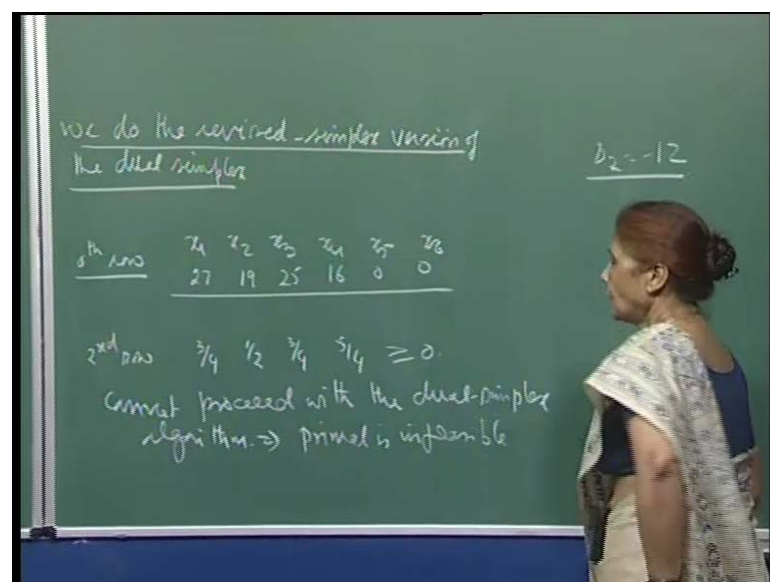 we do the revised-simplex version of
the dual simplex
b2 = -12
0th row x1 x2 x3 x4 x5 x6
27 19 25 16 0 0
2nd row 3/4 1/2 3/4 5/4 ≥ 0.
cannot proceed with the dual-simplex
algorithm. ⇒ primal is infeasible